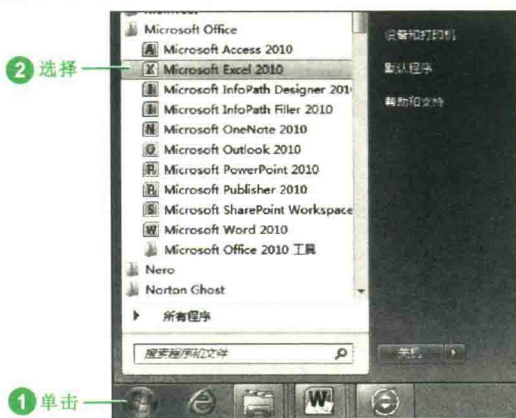 Microsoft Office
Microsoft Access 2010
2 选择
Microsoft Excel 2010
Microsoft InfoPath Designer 201
Microsoft InfoPath Filler 2010
Microsoft OneNote 2010
Microsoft Outlook 2010
Microsoft PowerPoint 2010
Microsoft Publisher 2010
Microsoft SharePoint Workspace
Microsoft Word 2010
Microsoft Office 2010 工具
Nero
Norton Ghost
所有程序
搜索程序和文件
设备和打印机
默认程序
帮助和支持
关机
1 单击